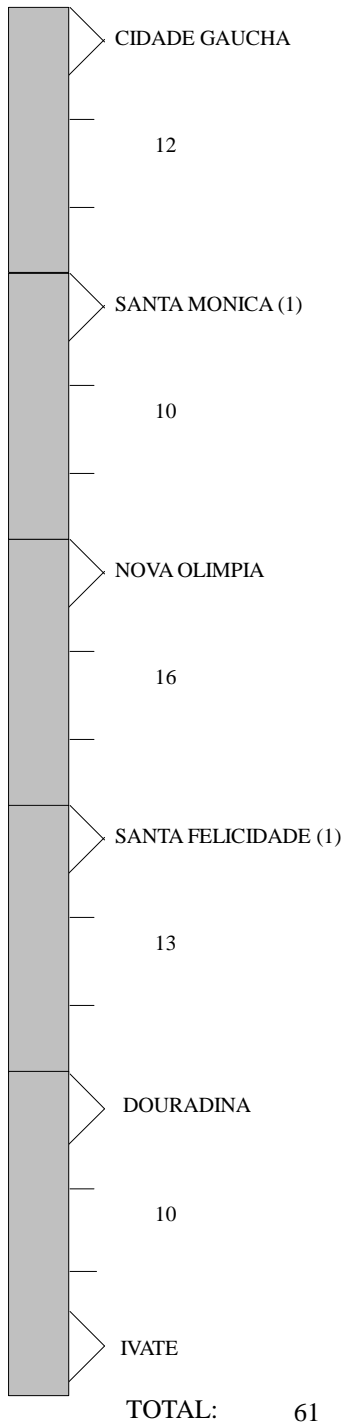 CIDADE GAUCHA
12
SANTA MONICA (1)
10
NOVA OLIMPIA
16
SANTA FELICIDADE (1)
13
DOURADINA
10
IVATE
TOTAL: 61